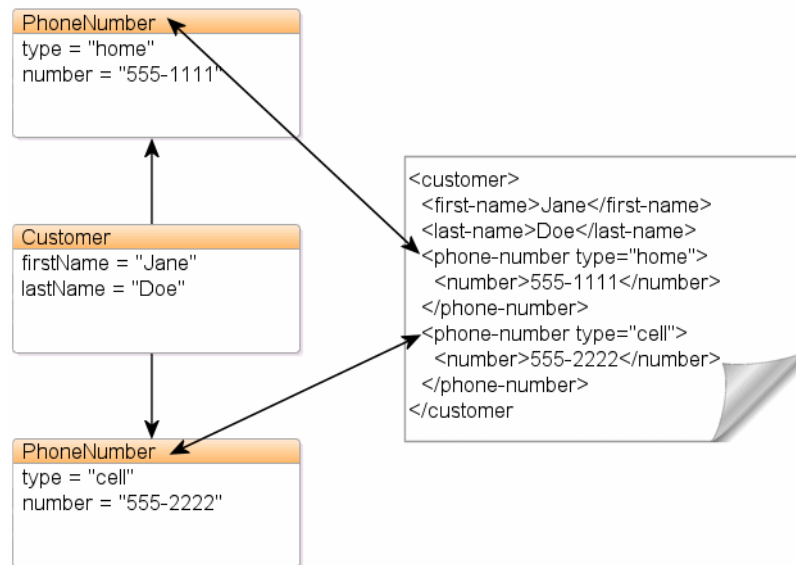 PhoneNumber
type = "home"
number = "555-1111"
Customer
firstName = "Jane"
lastName = "Doe"
PhoneNumber
type = "cell"
number = "555-2222"
<customer>
<first-name>Jane</first-name>
<last-name>Doe</last-name>
<phone-number type="home">
<number>555-1111</number>
</phone-number>
<phone-number type="cell">
<number>555-2222</number>
</phone-number>
</customer